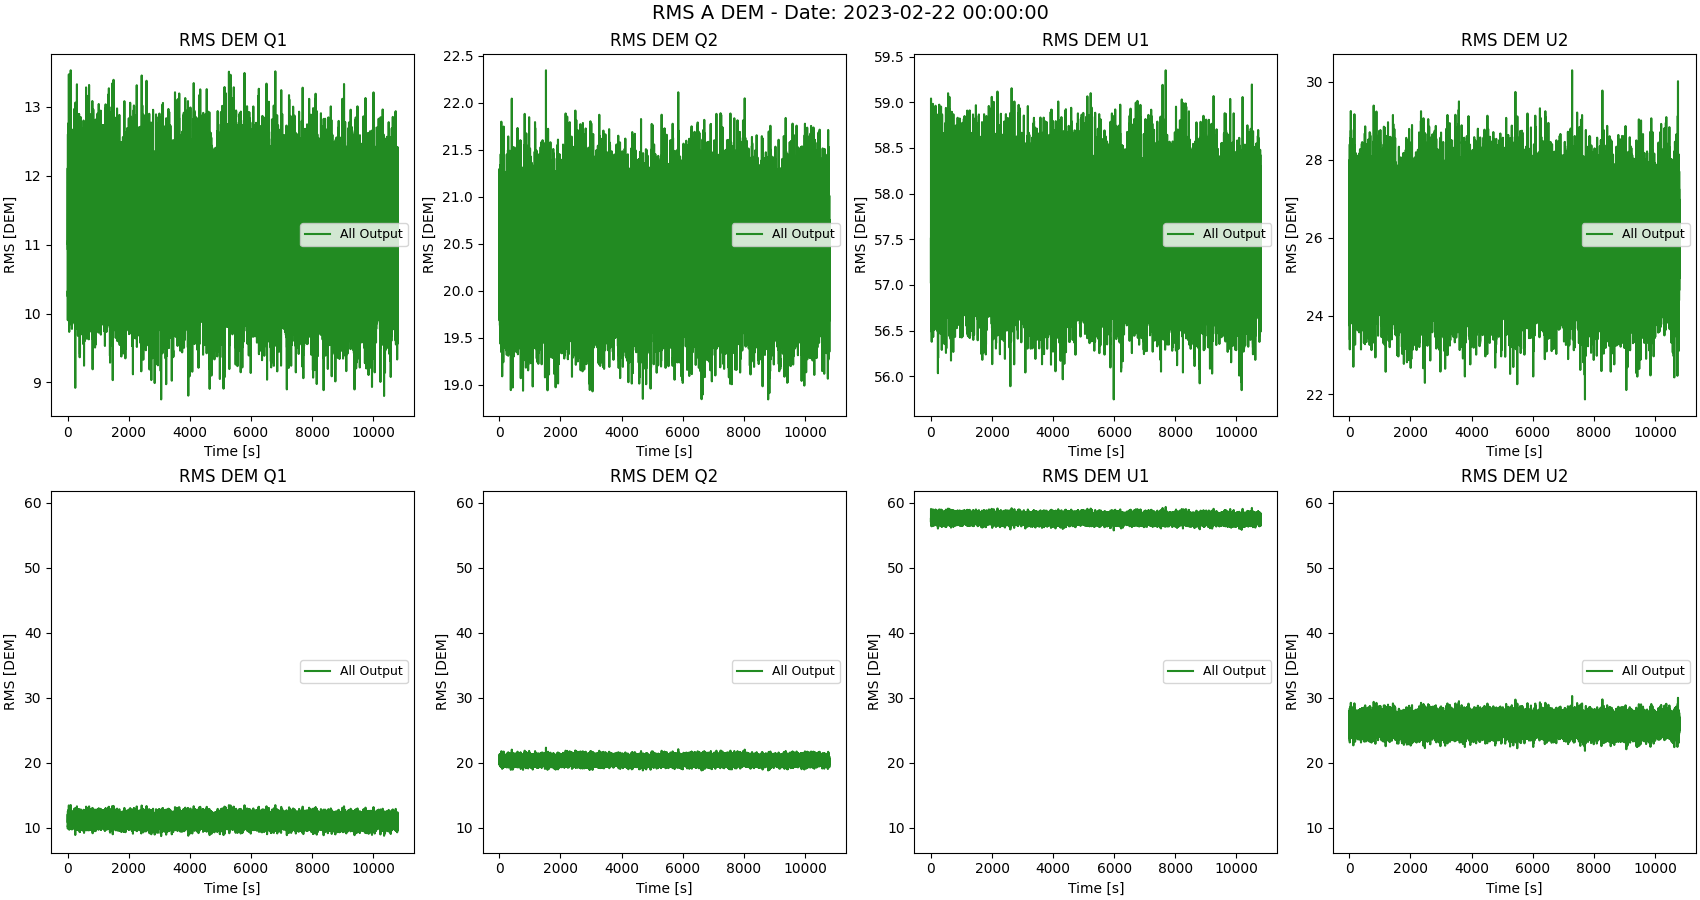 RMS A DEM - Date: 2023-02-22 00:00:00
RMS DEM Q1
RMS [DEM]
13
12
11
10
9
All Output
0 2000 4000 6000 8000 10000
Time [s]
RMS DEM Q2
RMS [DEM]
22.5
22.0
21.5
21.0
20.5
20.0
19.5
19.0
All Output
0 2000 4000 6000 8000 10000
Time [s]
RMS DEM U1
RMS [DEM]
59.5
59.0
58.5
58.0
57.5
57.0
56.5
56.0
All Output
0 2000 4000 6000 8000 10000
Time [s]
RMS DEM U2
RMS [DEM]
30
28
26
24
22
All Output
0 2000 4000 6000 8000 10000
Time [s]
RMS DEM Q1
RMS [DEM]
60
50
40
30
20
10
All Output
0 2000 4000 6000 8000 10000
Time [s]
RMS DEM Q2
RMS [DEM]
60
50
40
30
20
10
All Output
0 2000 4000 6000 8000 10000
Time [s]
RMS DEM U1
RMS [DEM]
60
50
40
30
20
10
All Output
0 2000 4000 6000 8000 10000
Time [s]
RMS DEM U2
RMS [DEM]
60
50
40
30
20
10
All Output
0 2000 4000 6000 8000 10000
Time [s]